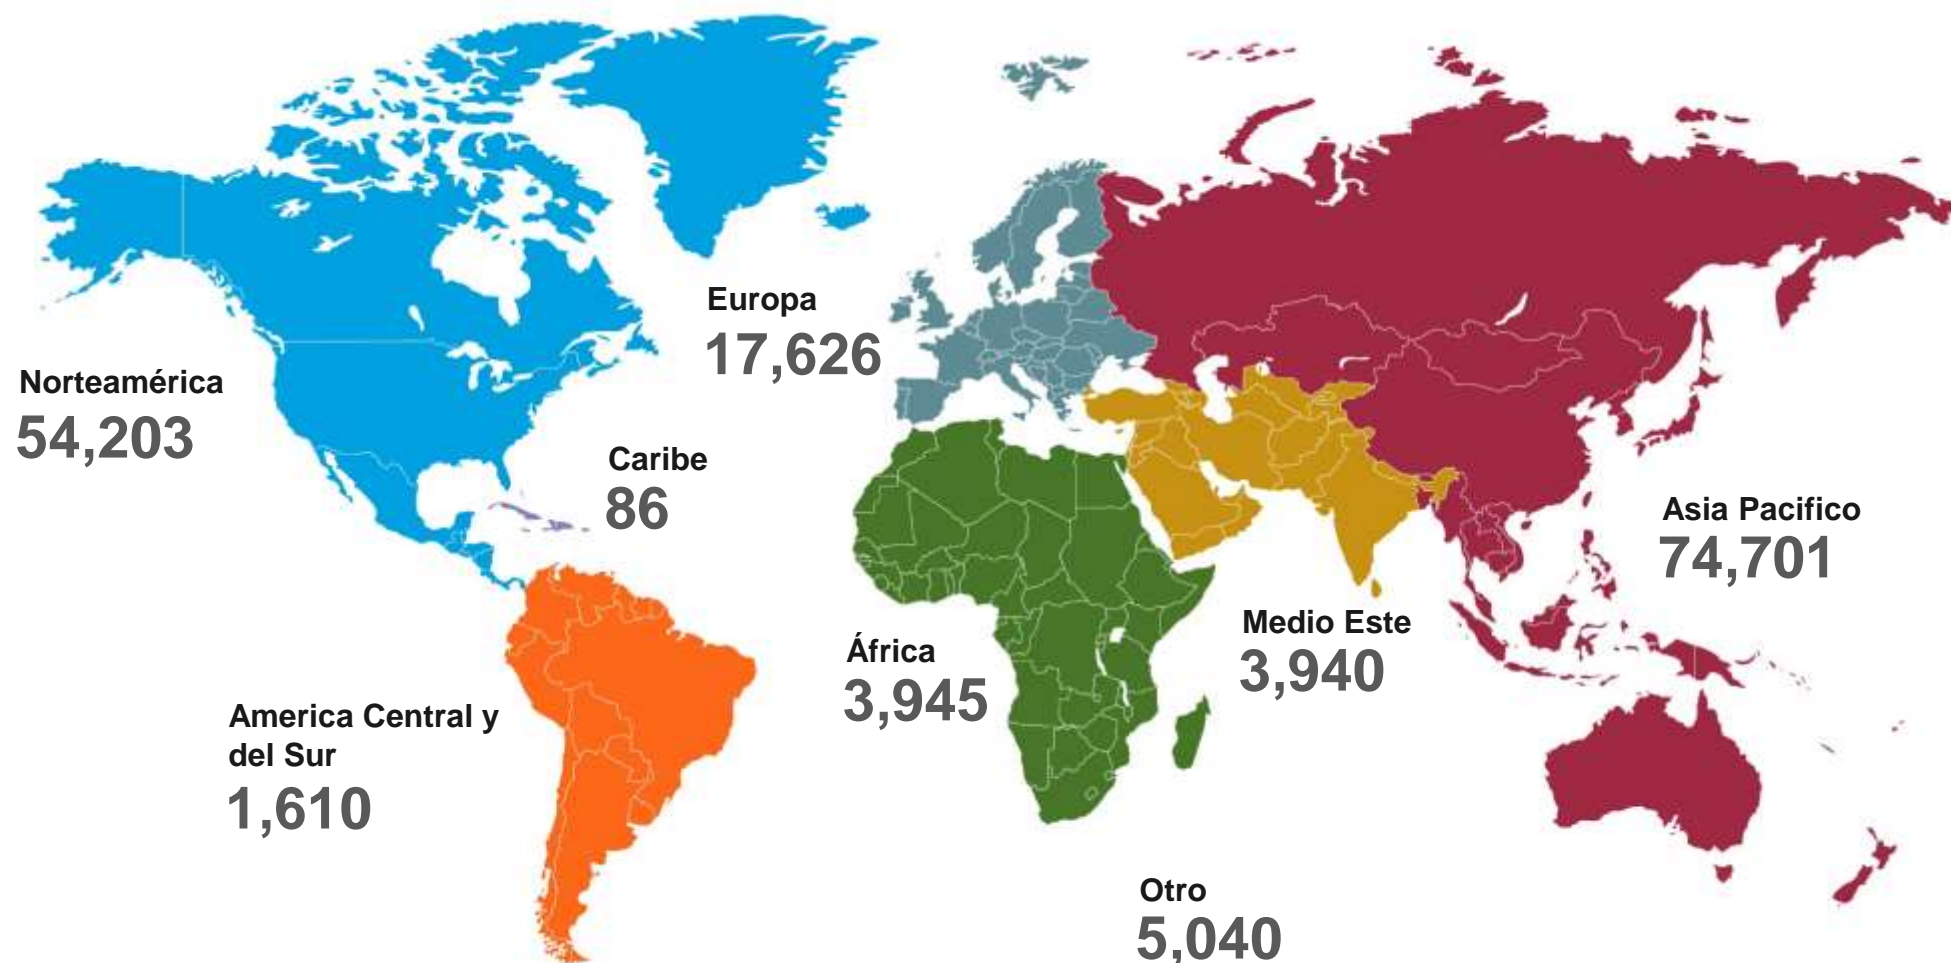 Europa
17,626
Norteamérica
54,203
Caribe
86
Asia Pacifico
74,701
Medio Este
3,940
África
3,945
America Central y
del Sur
1,610
Otro
5,040